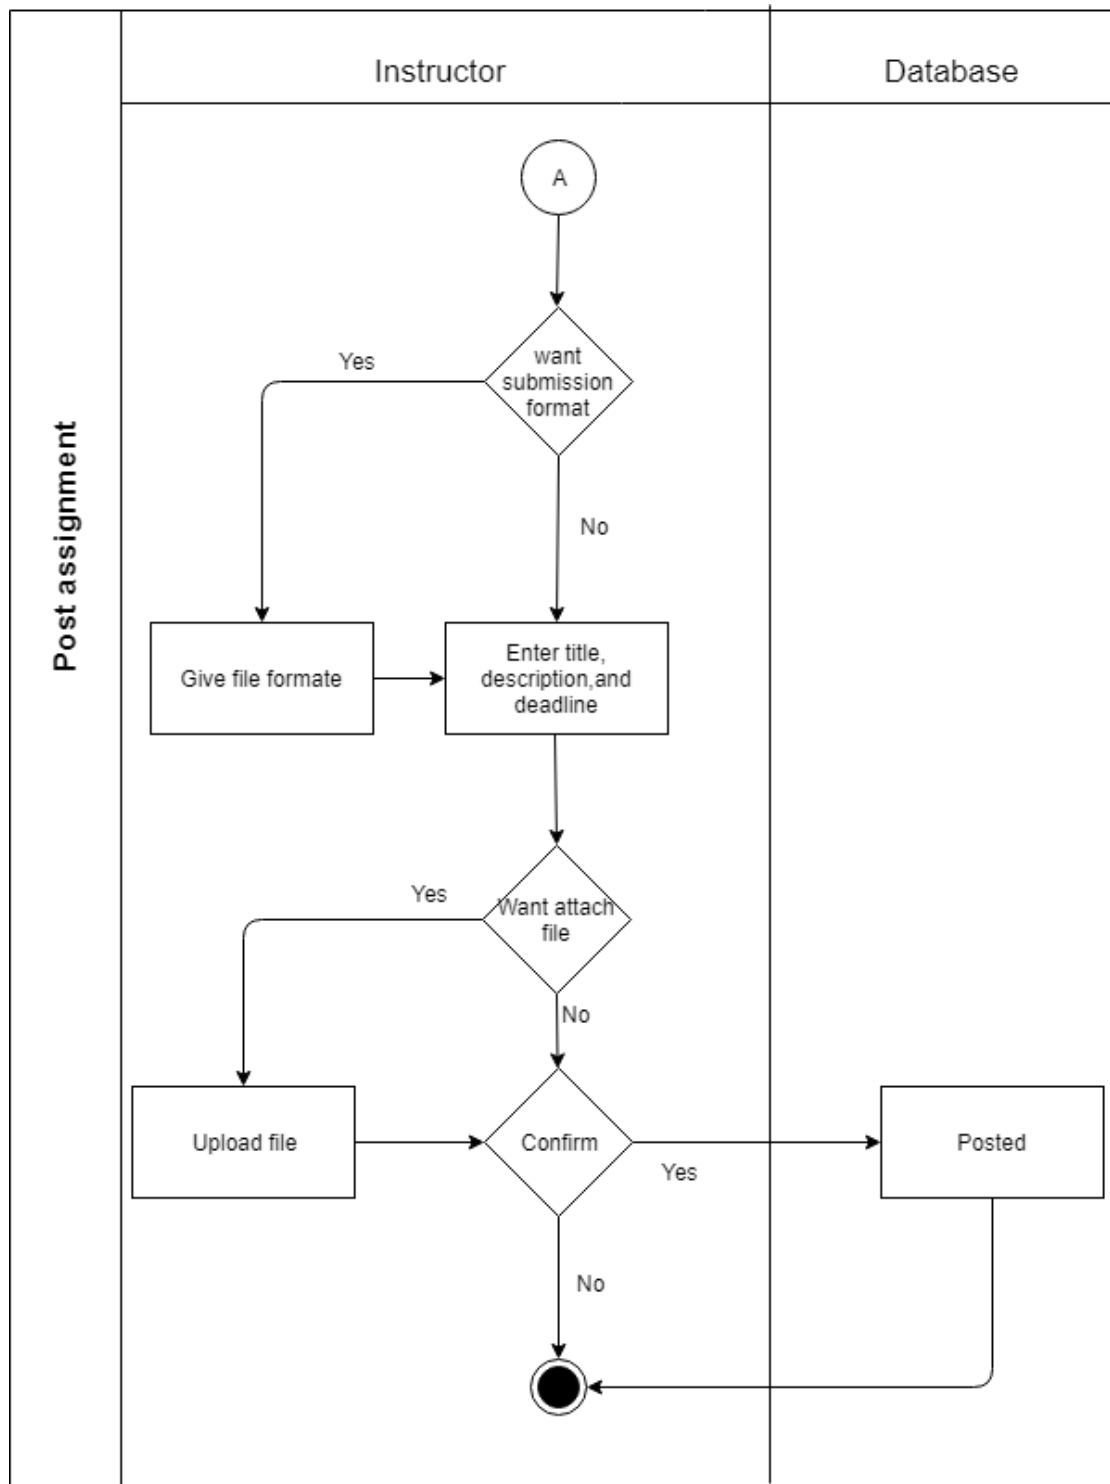 Post assignment
Instructor
Database
A
want
submission
format
Yes
No
Give file formate
Enter title,
description,and
deadline
Want attach
file
Yes
No
Upload file
Confirm
Yes
Posted
No